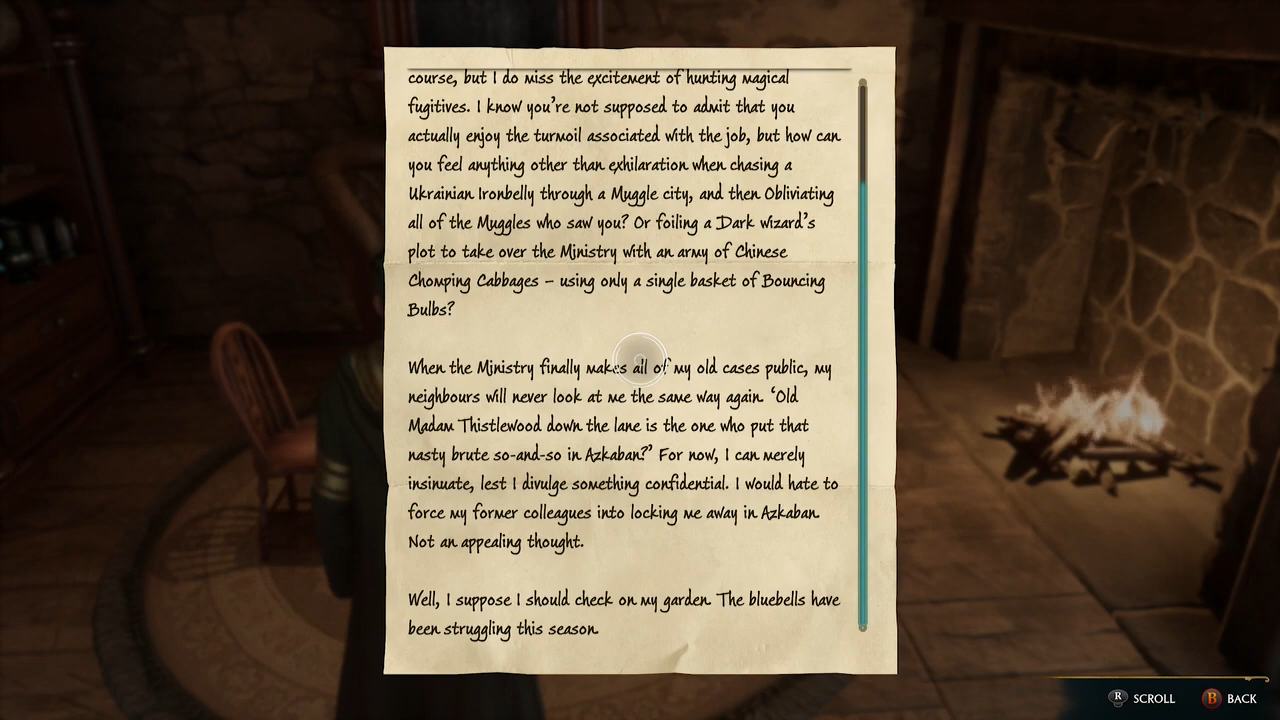 course, but I do miss the excitement of hunting magical
fugitives. I know you're not supposed to admit that you
actually enjoy the turmoil associated with the job, but how can
you feel anything other than exhilaration when chasing a
Ukrainian Ironbelly through a Muggle city, and then Obliviating
all of the Muggles who saw you? Or foiling a Dark wizard's
plot to take over the Ministry with an army of Chinese
Chomping Cabbages – using only a single basket of Bouncing
Bulbs?
When the Ministry finally makes all of my old cases public, my
neighbours will never look at me the same way again. 'Old
Madam Thistlewood down the lane is the one who put that
nasty brute so-and-so in Azkaban?' For now, I can merely
insinuate, lest I divulge something confidential. I would hate to
force my former colleagues into locking me away in Azkaban.
Not an appealing thought.
Well, I suppose I should check on my garden. The bluebells have
been struggling this season.
R SCROLL B BACK